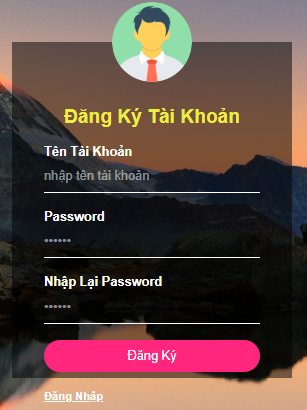 Đăng Ký Tài Khoản
Tên Tài Khoản
nhập tên tài khoản
Password
••••••
Nhập Lại Password
••••••
Đăng Ký
Đăng Nhập